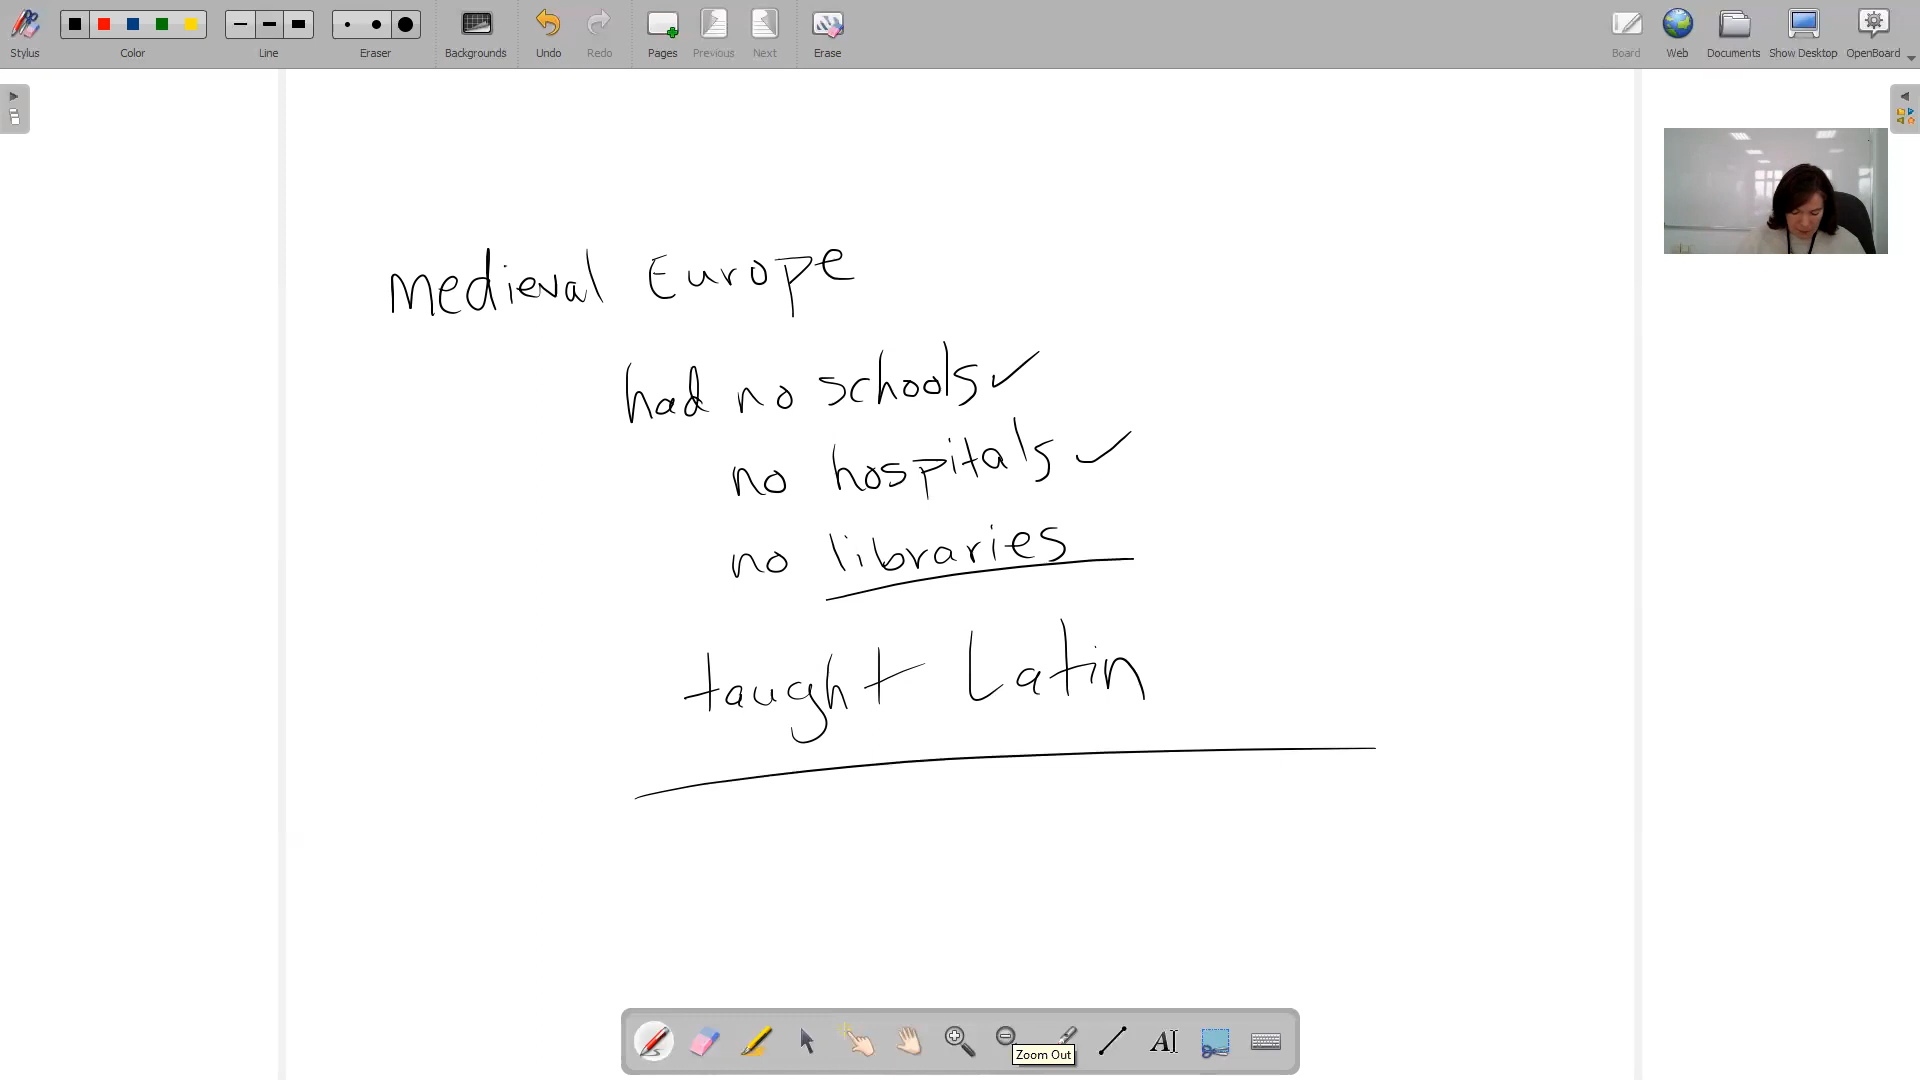 Stylus Color Line Eraser Backgrounds Undo Redo Pages Previous Next Erase Board Web Documents Show Desktop OpenBoard
medieval Europe
had no schools ✓
no hospitals ✓
no libraries
taught Latin
Zoom Out